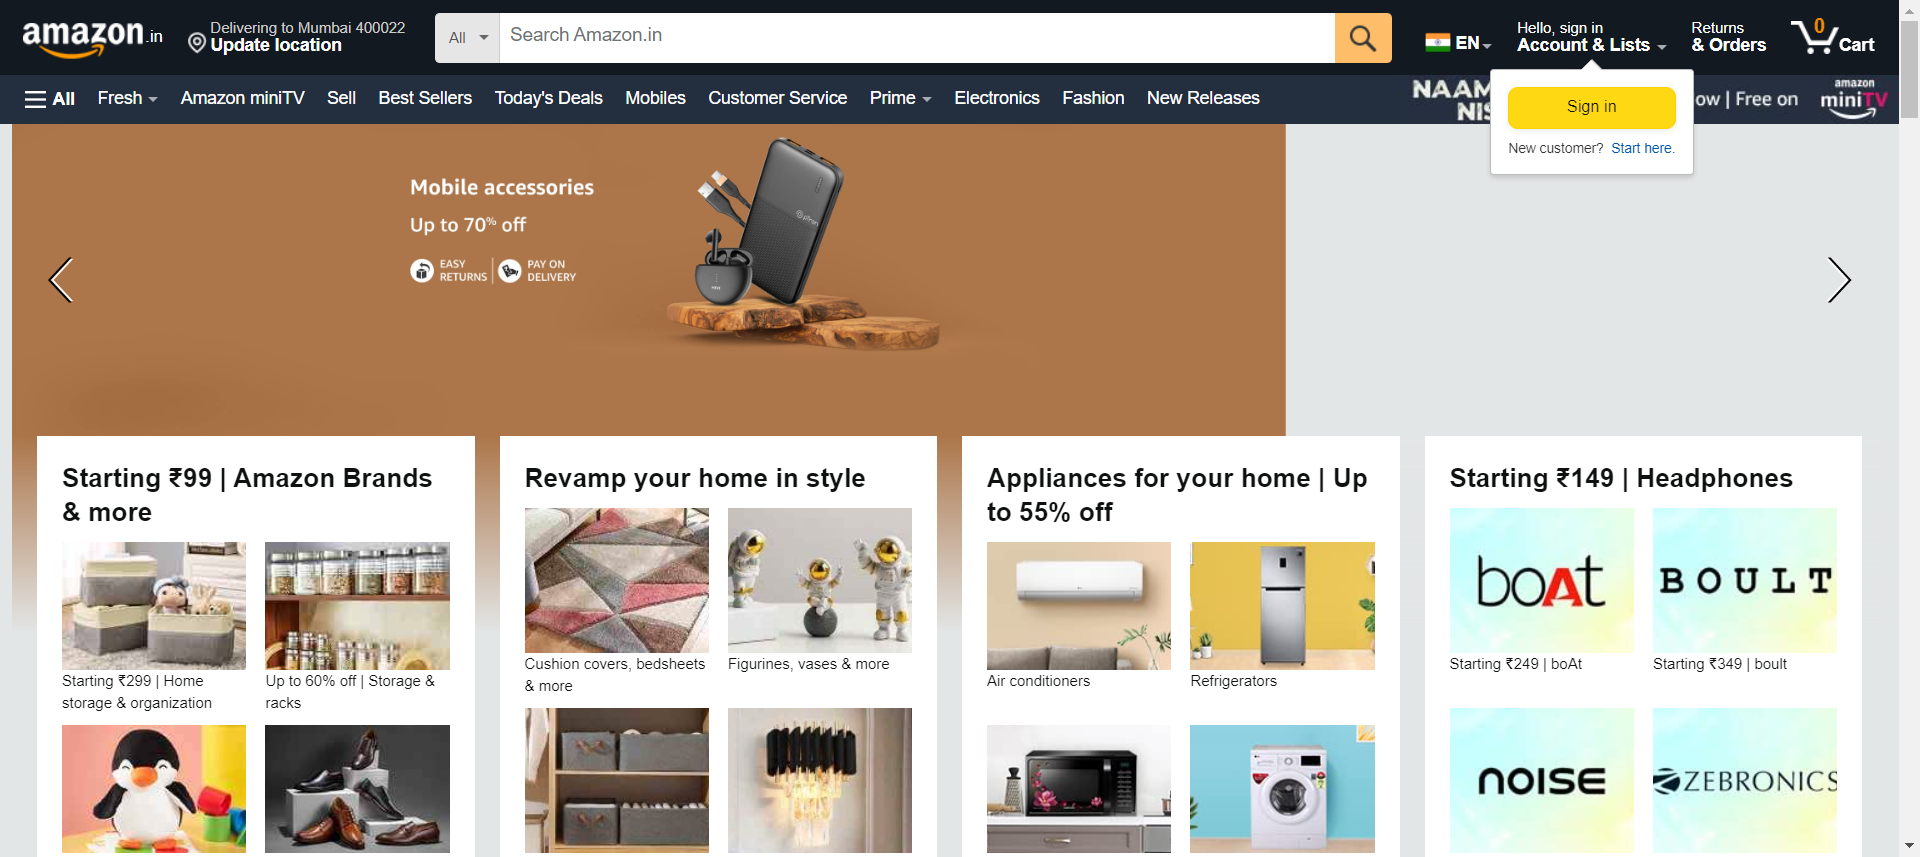 amazon.in
Delivering to Mumbai 400022
Update location
All
Search Amazon.in
EN
Hello, sign in
Account & Lists
Returns
& Orders
0
Cart
All
Fresh
Amazon miniTV
Sell
Best Sellers
Today's Deals
Mobiles
Customer Service
Prime
Electronics
Fashion
New Releases
NAAM
NIS
ow | Free on
amazon
miniTV
Sign in
New customer? Start here.
Mobile accessories
Up to 70% off
EASY
RETURNS
PAY ON
DELIVERY
Starting ₹99 | Amazon Brands
& more
Starting ₹299 | Home
storage & organization
Up to 60% off | Storage &
racks
Revamp your home in style
Cushion covers, bedsheets
& more
Figurines, vases & more
Appliances for your home | Up
to 55% off
Air conditioners
Refrigerators
Starting ₹149 | Headphones
boAt
BOULT
Starting ₹249 | boAt
Starting ₹349 | boult
noise
ZEBRONICS